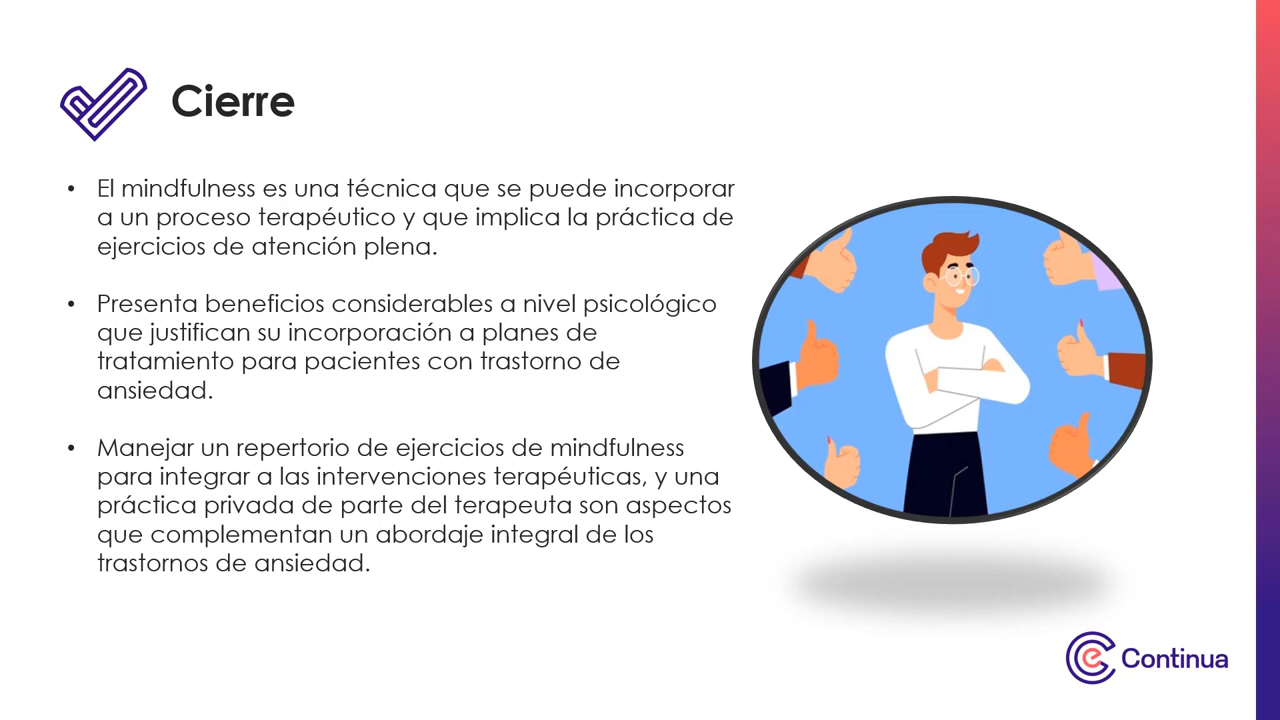 Cierre
• El mindfulness es una técnica que se puede incorporar
a un proceso terapéutico y que implica la práctica de
ejercicios de atención plena.
• Presenta beneficios considerables a nivel psicológico
que justifican su incorporación a planes de
tratamiento para pacientes con trastorno de
ansiedad.
• Manejar un repertorio de ejercicios de mindfulness
para integrar a las intervenciones terapéuticas, y una
práctica privada de parte del terapeuta son aspectos
que complementan un abordaje integral de los
trastornos de ansiedad.
e Continua